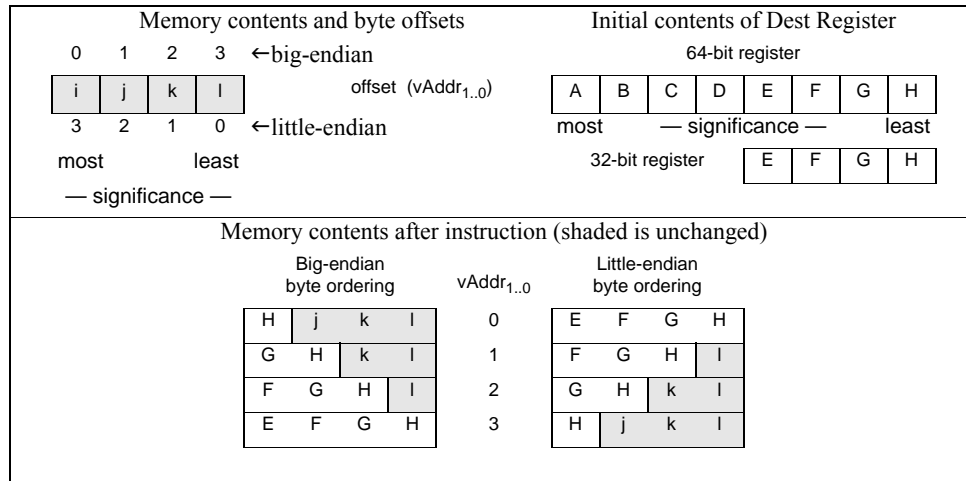 Memory contents and byte offsets
Initial contents of Dest Register
0 1 2 3 ←big-endian
64-bit register
i j k l
offset (vAddr1..0)
A B C D E F G H
3 2 1 0 ←little-endian
most — significance — least
most least
32-bit register E F G H
— significance —
Memory contents after instruction (shaded is unchanged)
Big-endian
byte ordering
vAddr1..0
Little-endian
byte ordering
H j k l 0 E F G H
G H k l 1 F G H l
F G H l 2 G H k l
E F G H 3 H j k l